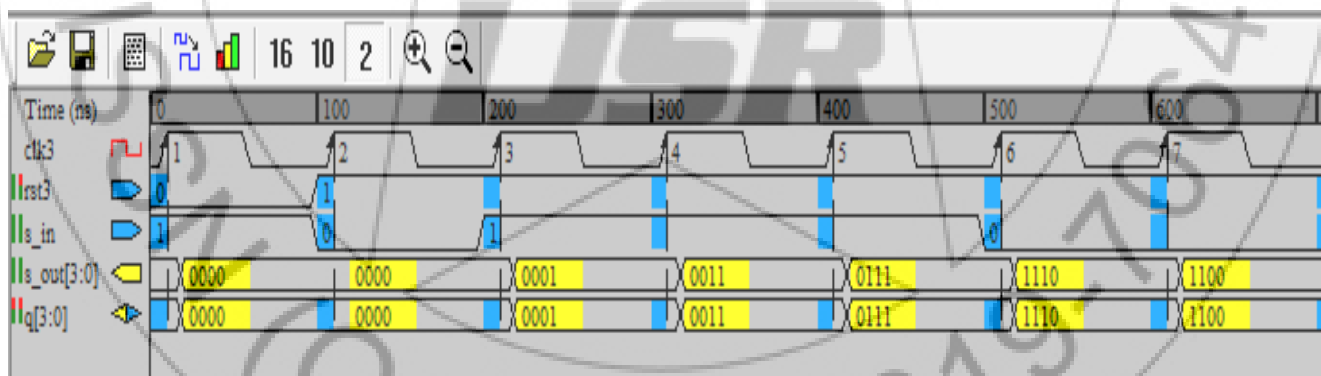 USR
16 10 2
Time (ns) 0 100 200 300 400 500 600
clk3 1 2 3 4 5 6 7
rst3 0 1
s_in 1 0 1 0
s_out[3:0] 0000 0000 0001 0011 0111 1110 1100
q[3:0] 0000 0000 0001 0011 0111 1110 1100